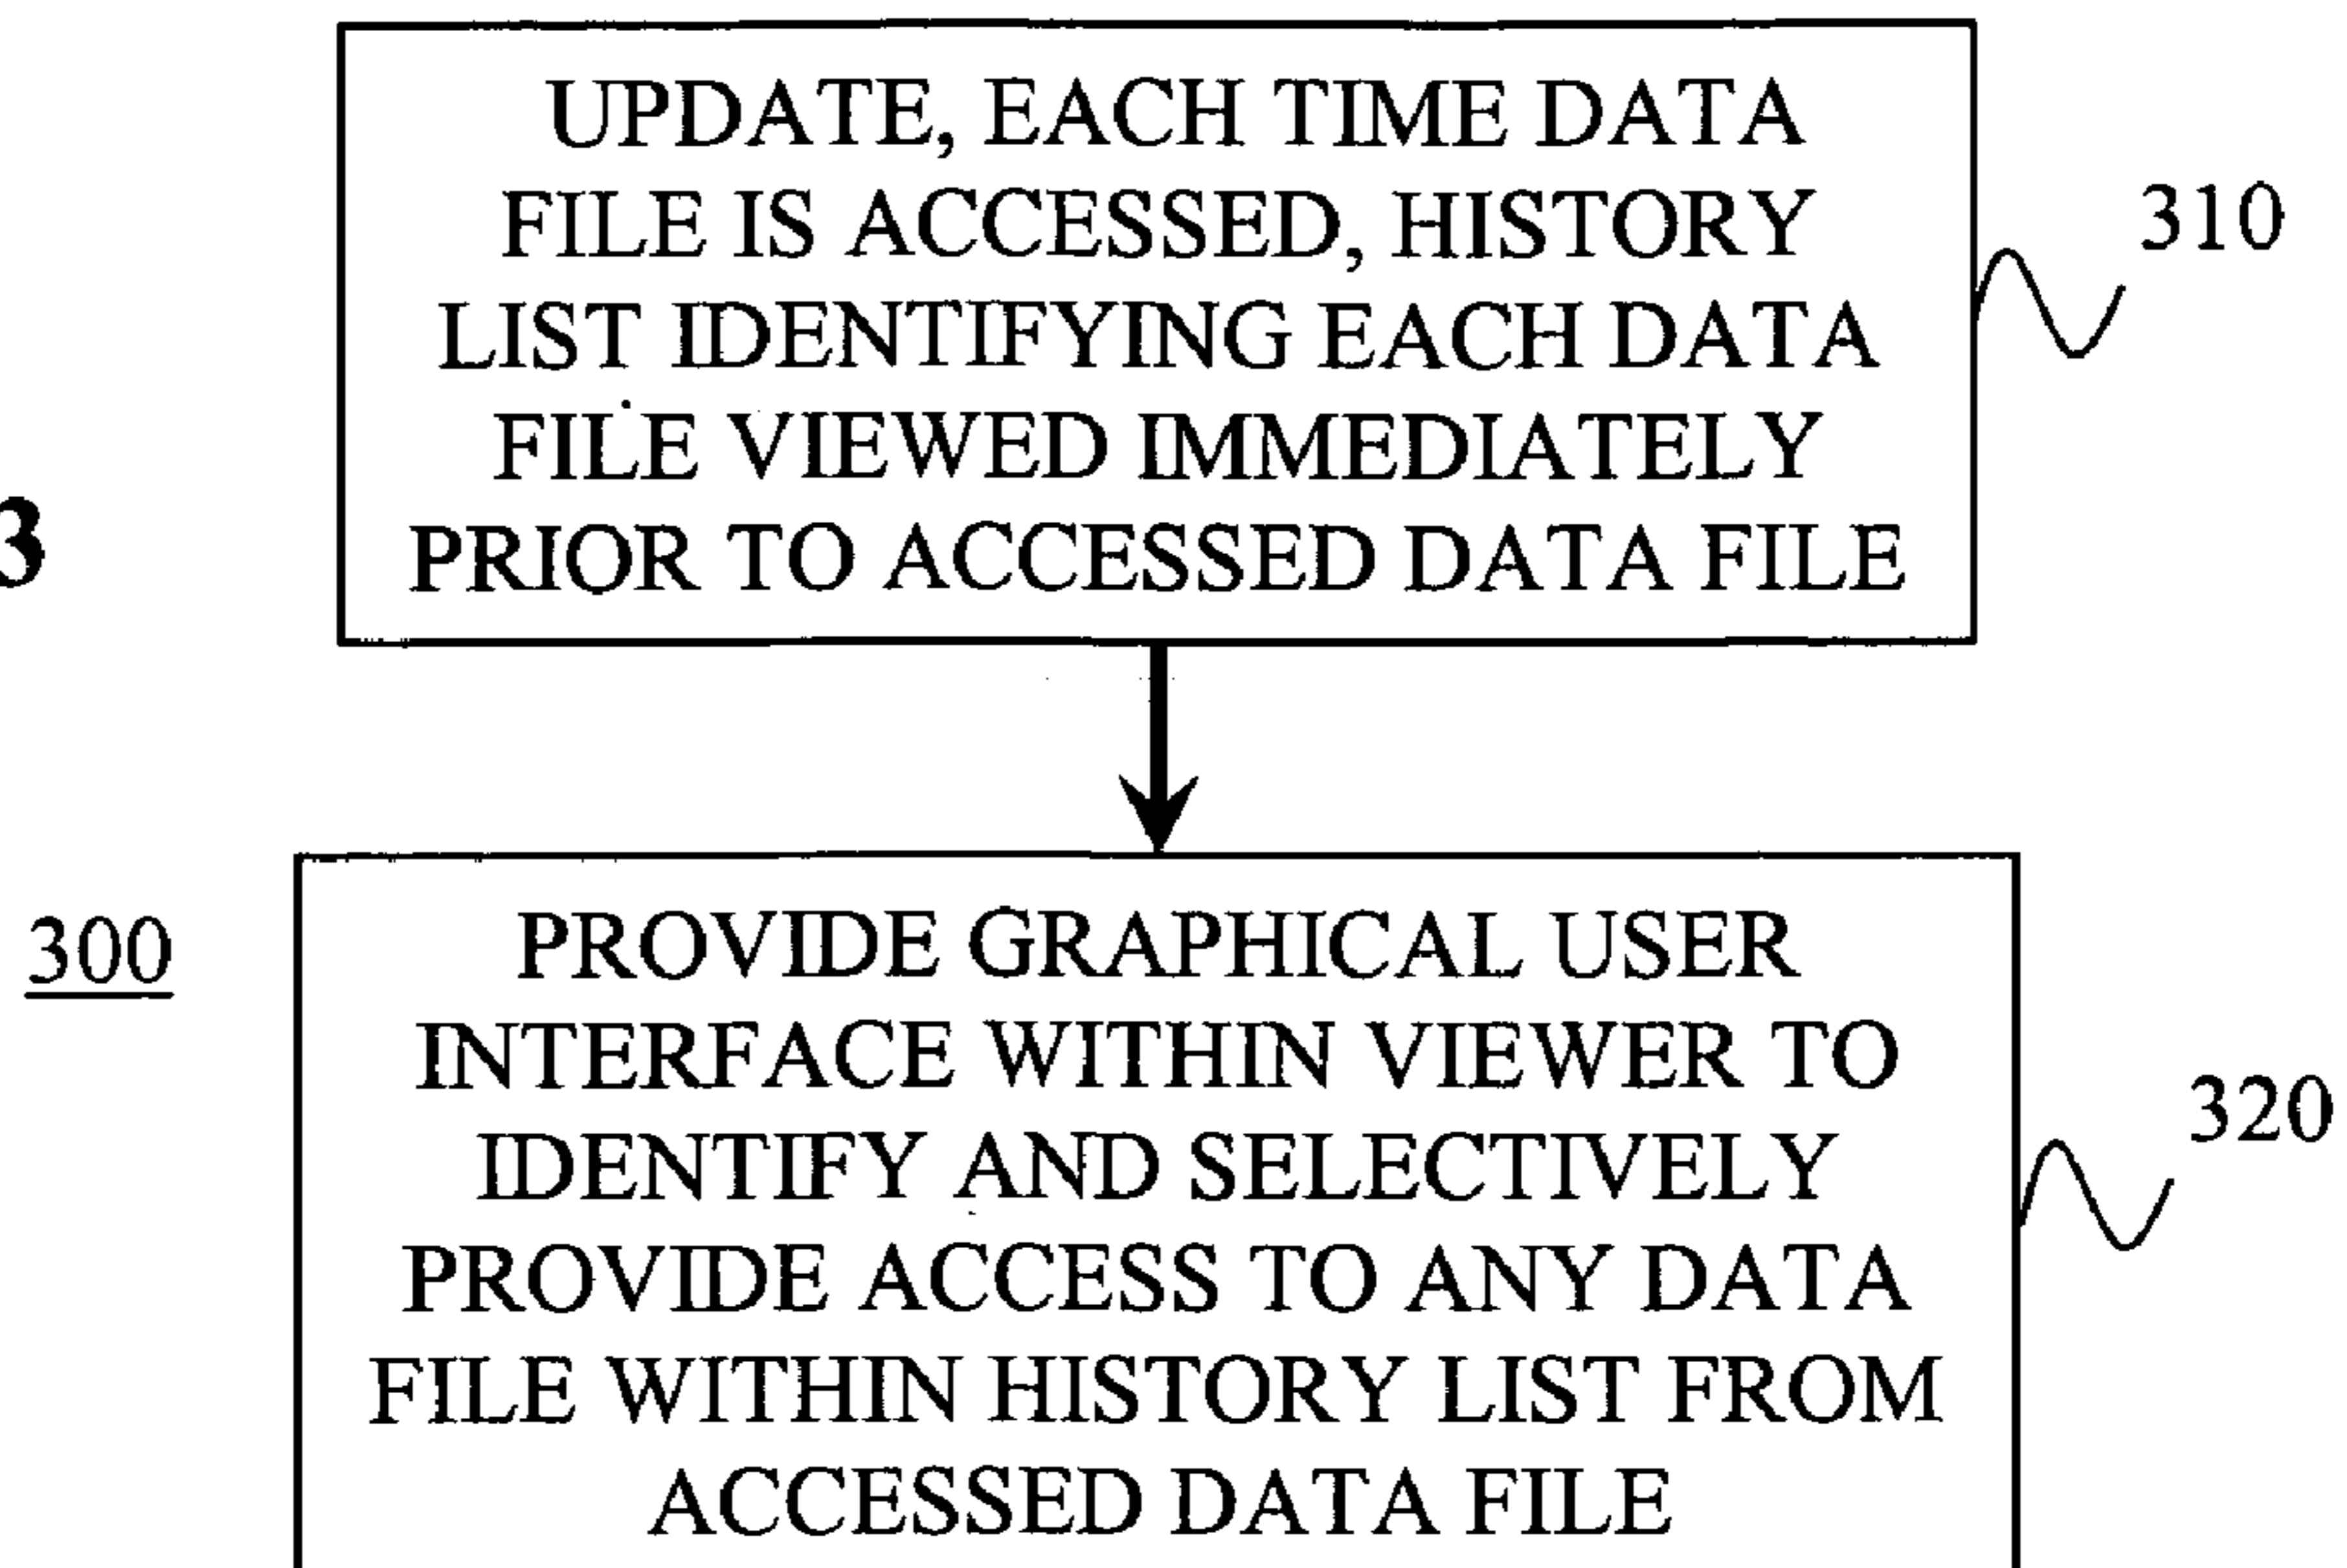 UPDATE, EACH TIME DATA
FILE IS ACCESSED, HISTORY
LIST IDENTIFYING EACH DATA
FILE VIEWED IMMEDIATELY
PRIOR TO ACCESSED DATA FILE
310
3
300
PROVIDE GRAPHICAL USER
INTERFACE WITHIN VIEWER TO
IDENTIFY AND SELECTIVELY
PROVIDE ACCESS TO ANY DATA
FILE WITHIN HISTORY LIST FROM
ACCESSED DATA FILE
320